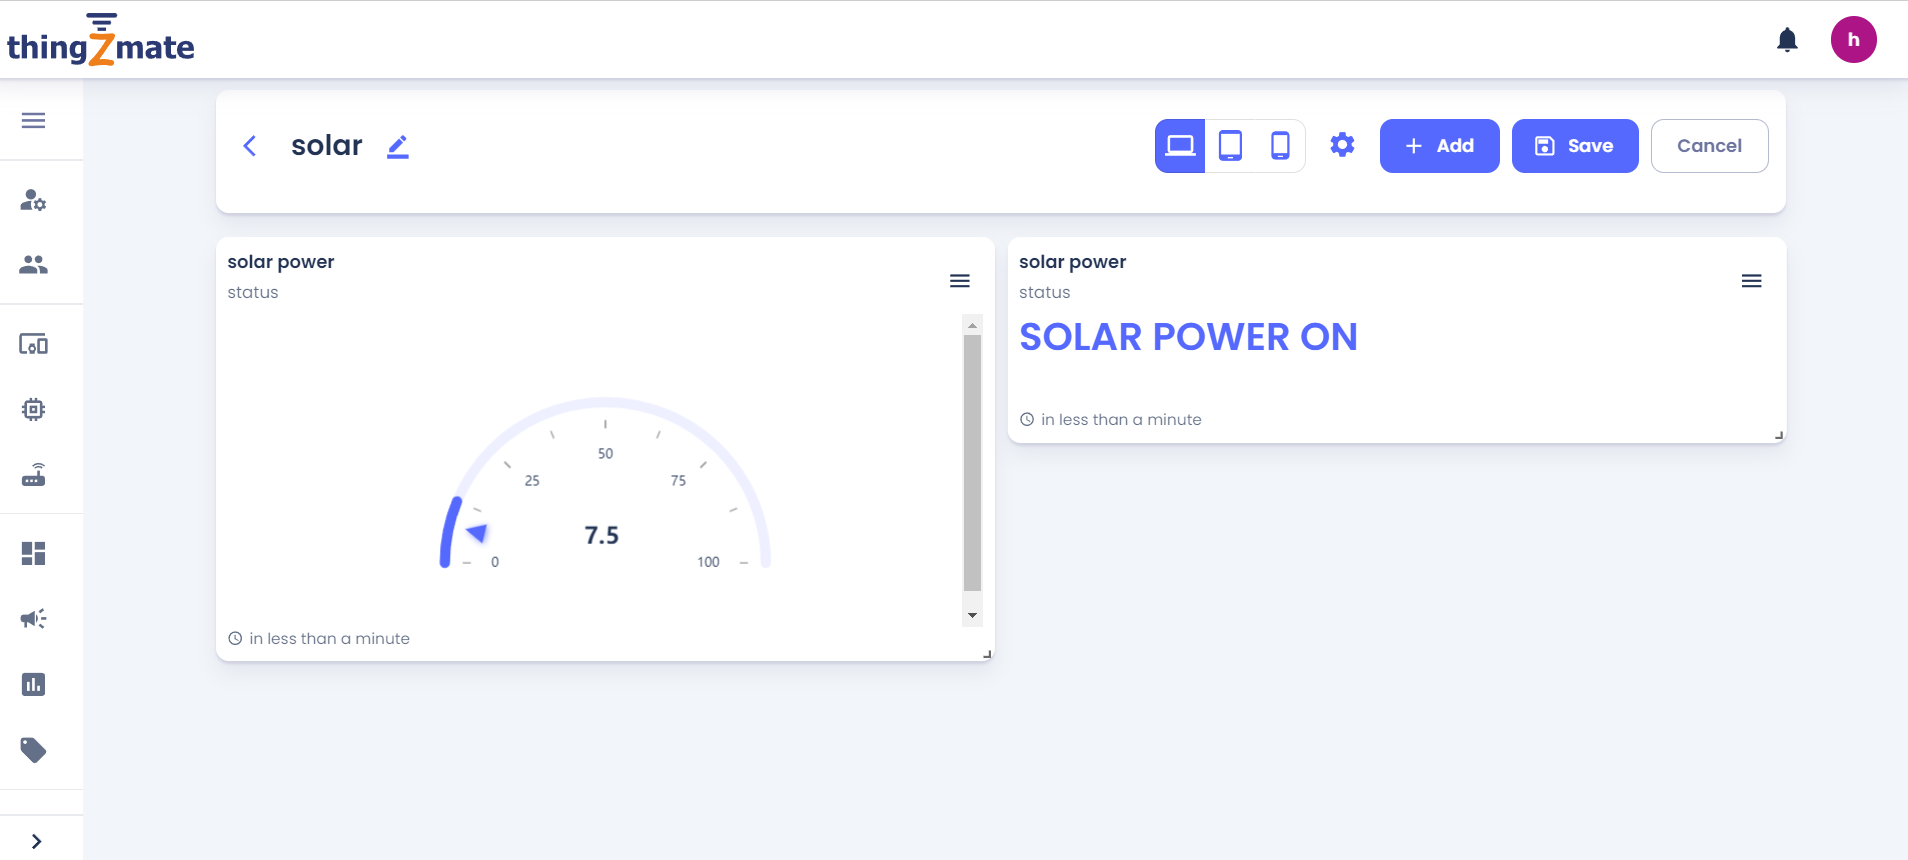 thingZmate
h
solar
Add
Save
Cancel
solar power
status
50
25
75
7.5
0
100
in less than a minute
solar power
status
SOLAR POWER ON
in less than a minute